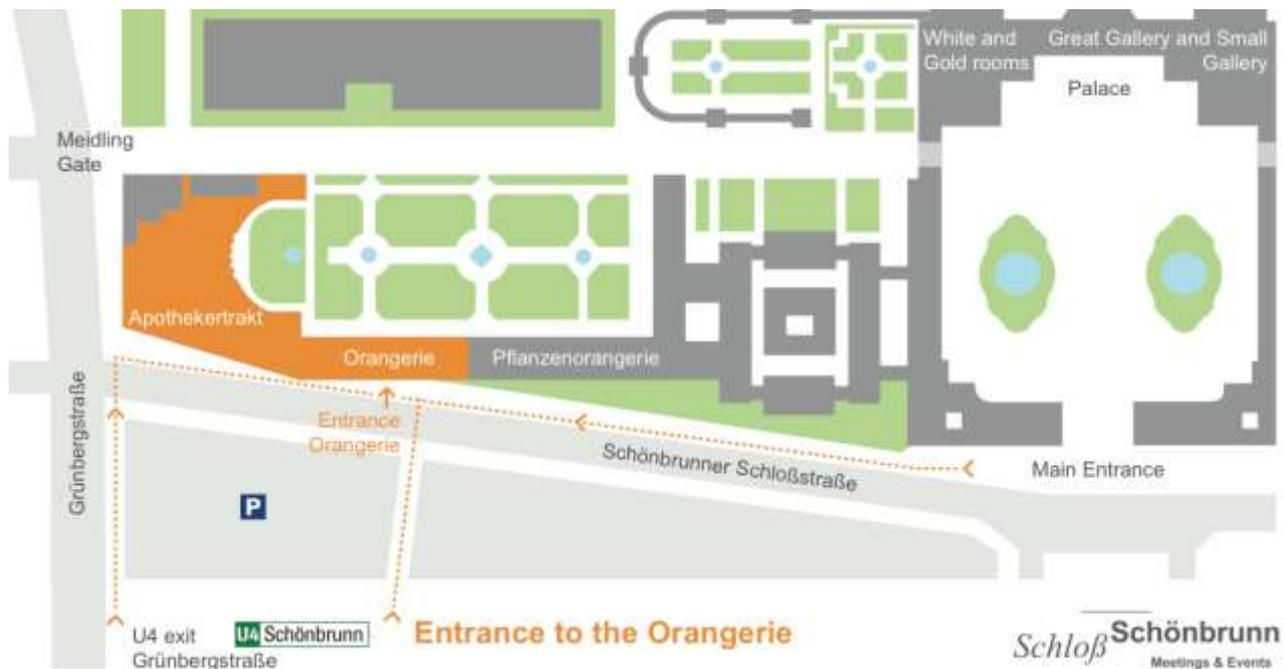 White and
Gold rooms
Great Gallery and Small
Gallery
Palace
Meidling
Gate
Apothekertrakt
Orangerie
Pflanzenorangerie
Entrance
Orangerie
Grünbergstraße
Schönbrunner Schloßstraße
Main Entrance
P
U4 exit
Grünbergstraße
U4 Schönbrunn
Entrance to the Orangerie
Schloß Schönbrunn
Meetings & Events